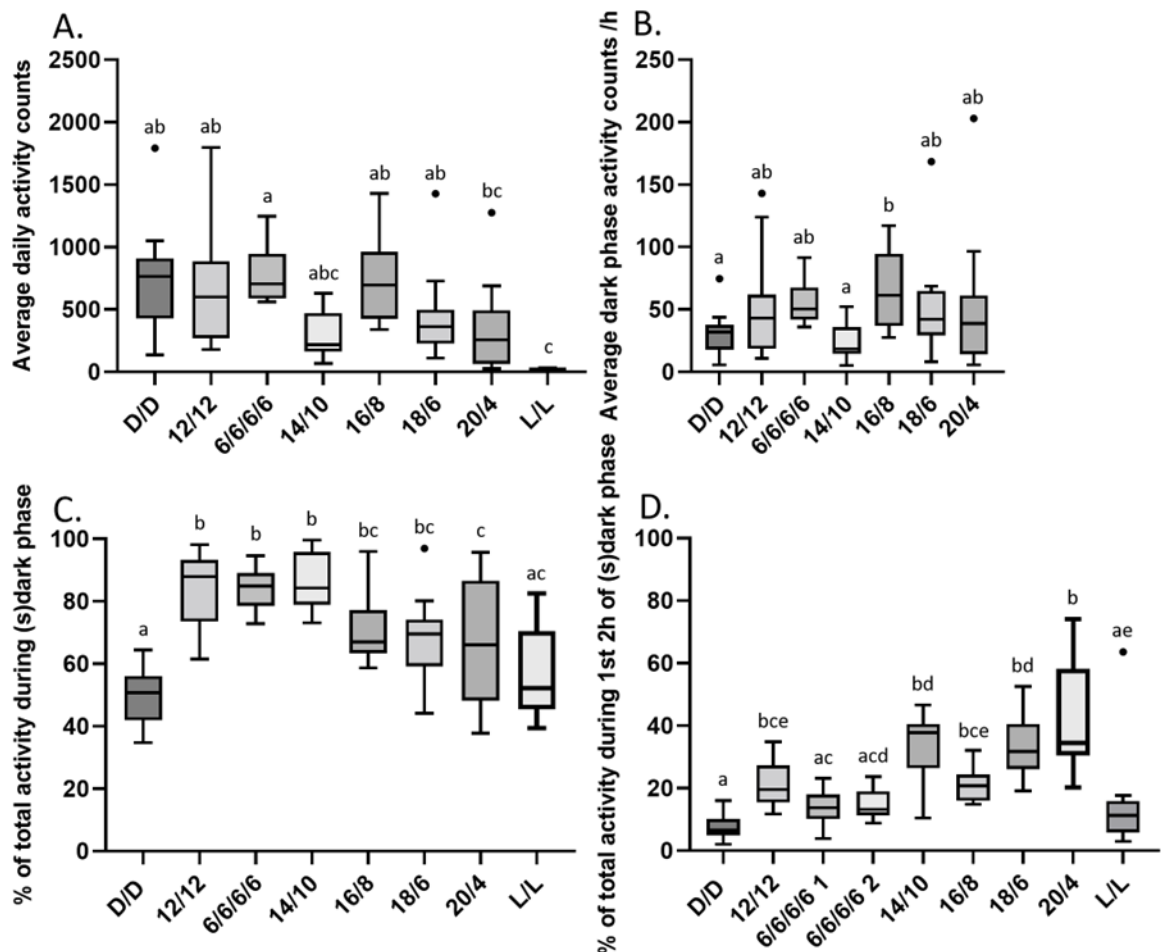 A.
Average daily activity counts
2500
2000
1500
1000
500
0
ab
ab
a
abc
ab
ab
bc
c
D/D
12/12
6/6/6/6
14/10
16/8
18/6
20/4
L/L
B.
Average dark phase activity counts /h
250
200
150
100
50
0
a
ab
ab
a
b
ab
ab
D/D
12/12
6/6/6/6
14/10
16/8
18/6
20/4
C.
% of total activity during (s)dark phase
100
80
60
40
20
0
a
b
b
b
bc
bc
c
ac
D/D
12/12
6/6/6/6
14/10
16/8
18/6
20/4
L/L
D.
% of total activity during 1st 2h of (s)dark phase
100
80
60
40
20
0
a
bce
ac
acd
bd
bce
bd
b
ae
D/D
12/12
6/6/6/6 1
6/6/6/6 2
14/10
16/8
18/6
20/4
L/L